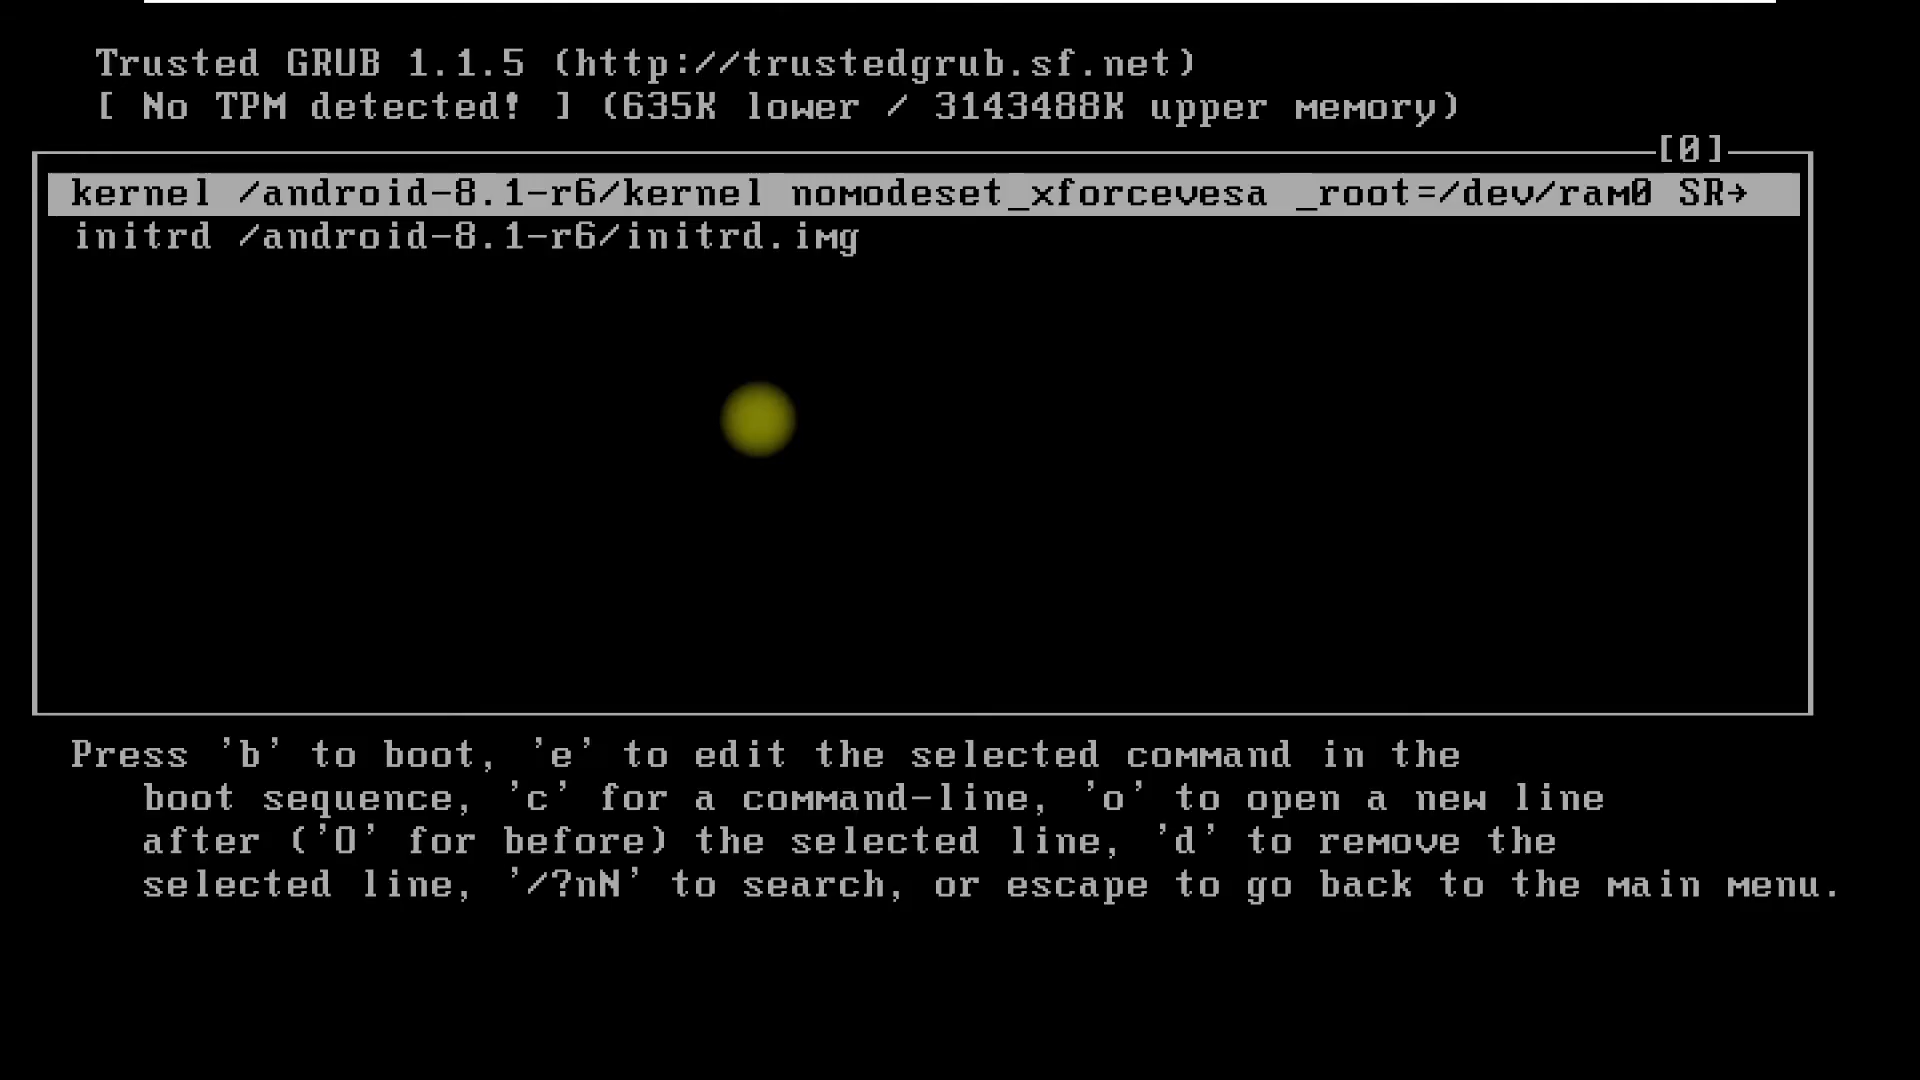 Trusted GRUB 1.1.5 (http://trustedgrub.sf.net)
[ No TPM detected! ] (635K lower / 3143488K upper memory)
[0]
kernel /android-8.1-r6/kernel nomodeset_xforcevesa _root=/dev/ram0 SR→
initrd /android-8.1-r6/initrd.img
Press 'b' to boot, 'e' to edit the selected command in the
boot sequence, 'c' for a command-line, 'o' to open a new line
after ('O' for before) the selected line, 'd' to remove the
selected line, '/?nN' to search, or escape to go back to the main menu.